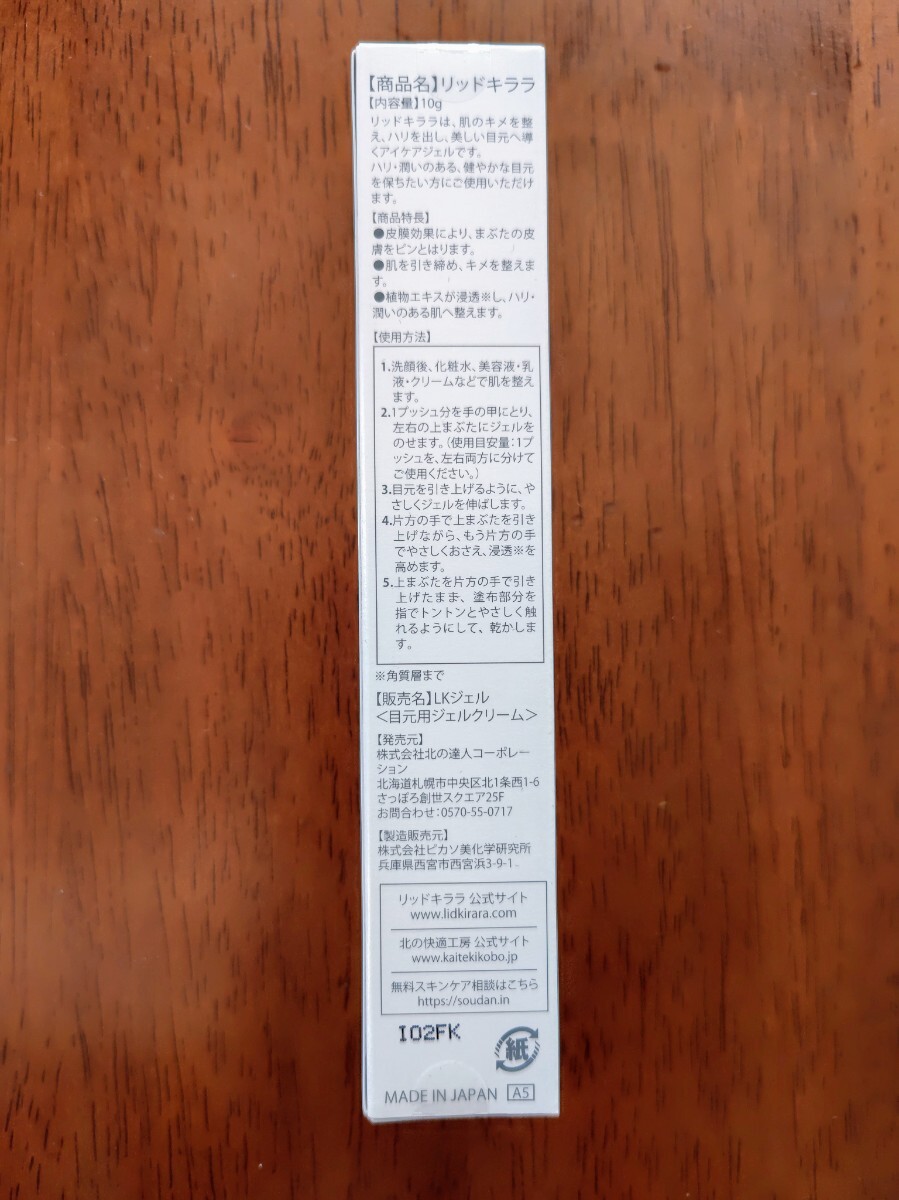 【商品名】リッドキララ
【内容量】10g
リッドキララは、肌のキメを整
え、ハリを出し、美しい目元へ導
くアイケアジェルです。
ハリ・潤いのある、健やかな目元
を保ちたい方にご使用いただけ
ます。
【商品特長】
●皮膜効果により、まぶたの皮
膚をピンとはります。
●肌を引き締め、キメを整えま
す。
●植物エキスが浸透※し、ハリ・
潤いのある肌へ整えます。
【使用方法】
1.洗顔後、化粧水、美容液・乳
液・クリームなどで肌を整え
ます。
2.1プッシュ分を手の甲にとり、
左右の上まぶたにジェルを
のせます。(使用目安量:1プ
ッシュを、左右両方に分けて
ご使用ください。)
3.目元を引き上げるように、や
さしくジェルを伸ばします。
4.片方の手で上まぶたを引き
上げながら、もう片方の手
でやさしくおさえ、浸透※を
高めます。
5.上まぶたを片方の手で引き
上げたまま、塗布部分を
指でトントンとやさしく触
れるようにして、乾かしま
す。
※角質層まで
【販売名】LKジェル
＜目元用ジェルクリーム＞
【発売元】
株式会社北の達人コーポレー
ション
北海道札幌市中央区北1条西1-6
さっぽろ創世スクエア25F
お問合わせ:0570-55-0717
【製造販売元】
株式会社ピカソ美化学研究所
兵庫県西宮市西宮浜3-9-1
リッドキララ 公式サイト
www.lidkirara.com
北の快適工房 公式サイト
www.kaitekikobo.jp
無料スキンケア相談はこちら
https://soudan.in
IO2FK
紙
MADE IN JAPAN A5